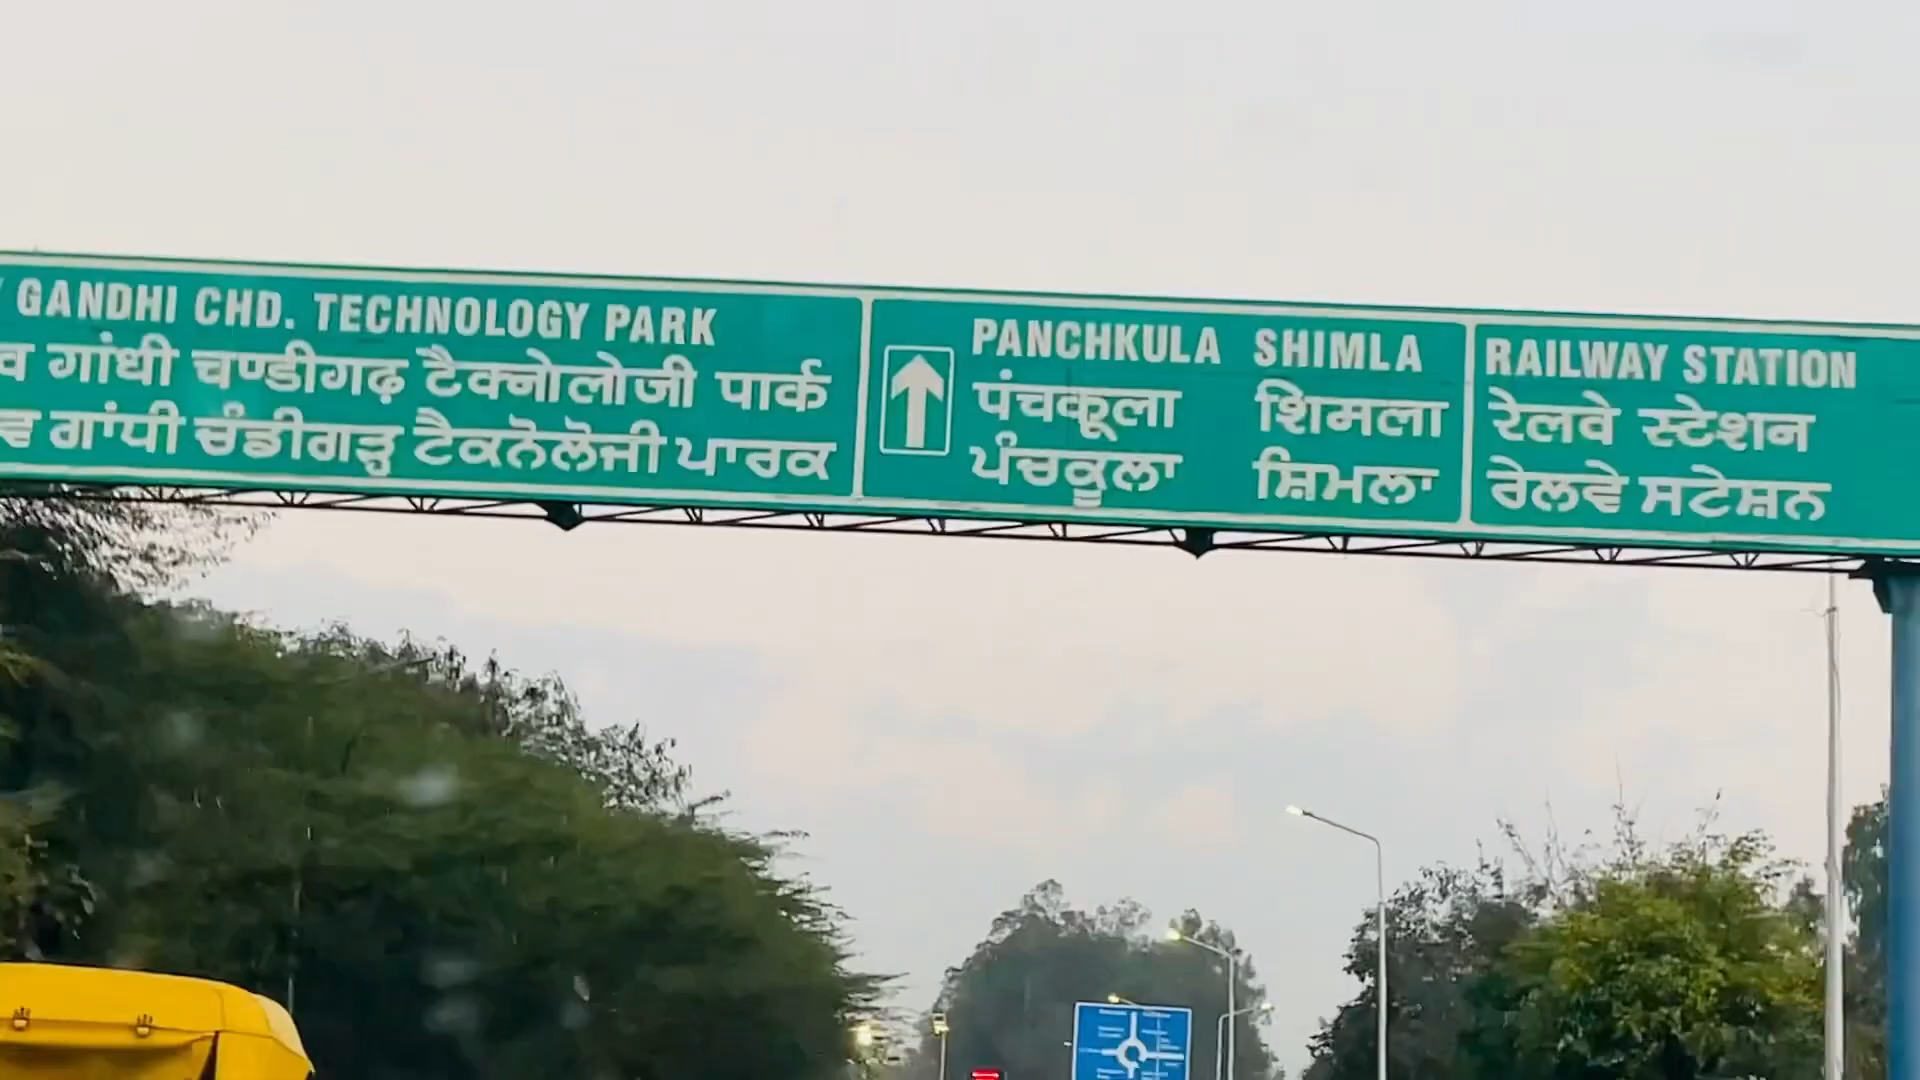 GANDHI CHD. TECHNOLOGY PARK
गांधी चण्डीगढ़ टैक्नोलोजी पार्क
ਗਾਂਧੀ ਚੰਡੀਗੜ੍ਹ ਟੈਕਨੋਲੋਜੀ ਪਾਰਕ
PANCHKULA SHIMLA
पंचकूला शिमला
ਪੰਚਕੂਲਾ ਸ਼ਿਮਲਾ
RAILWAY STATION
रेलवे स्टेशन
ਰੇਲਵੇ ਸਟੇਸ਼ਨ